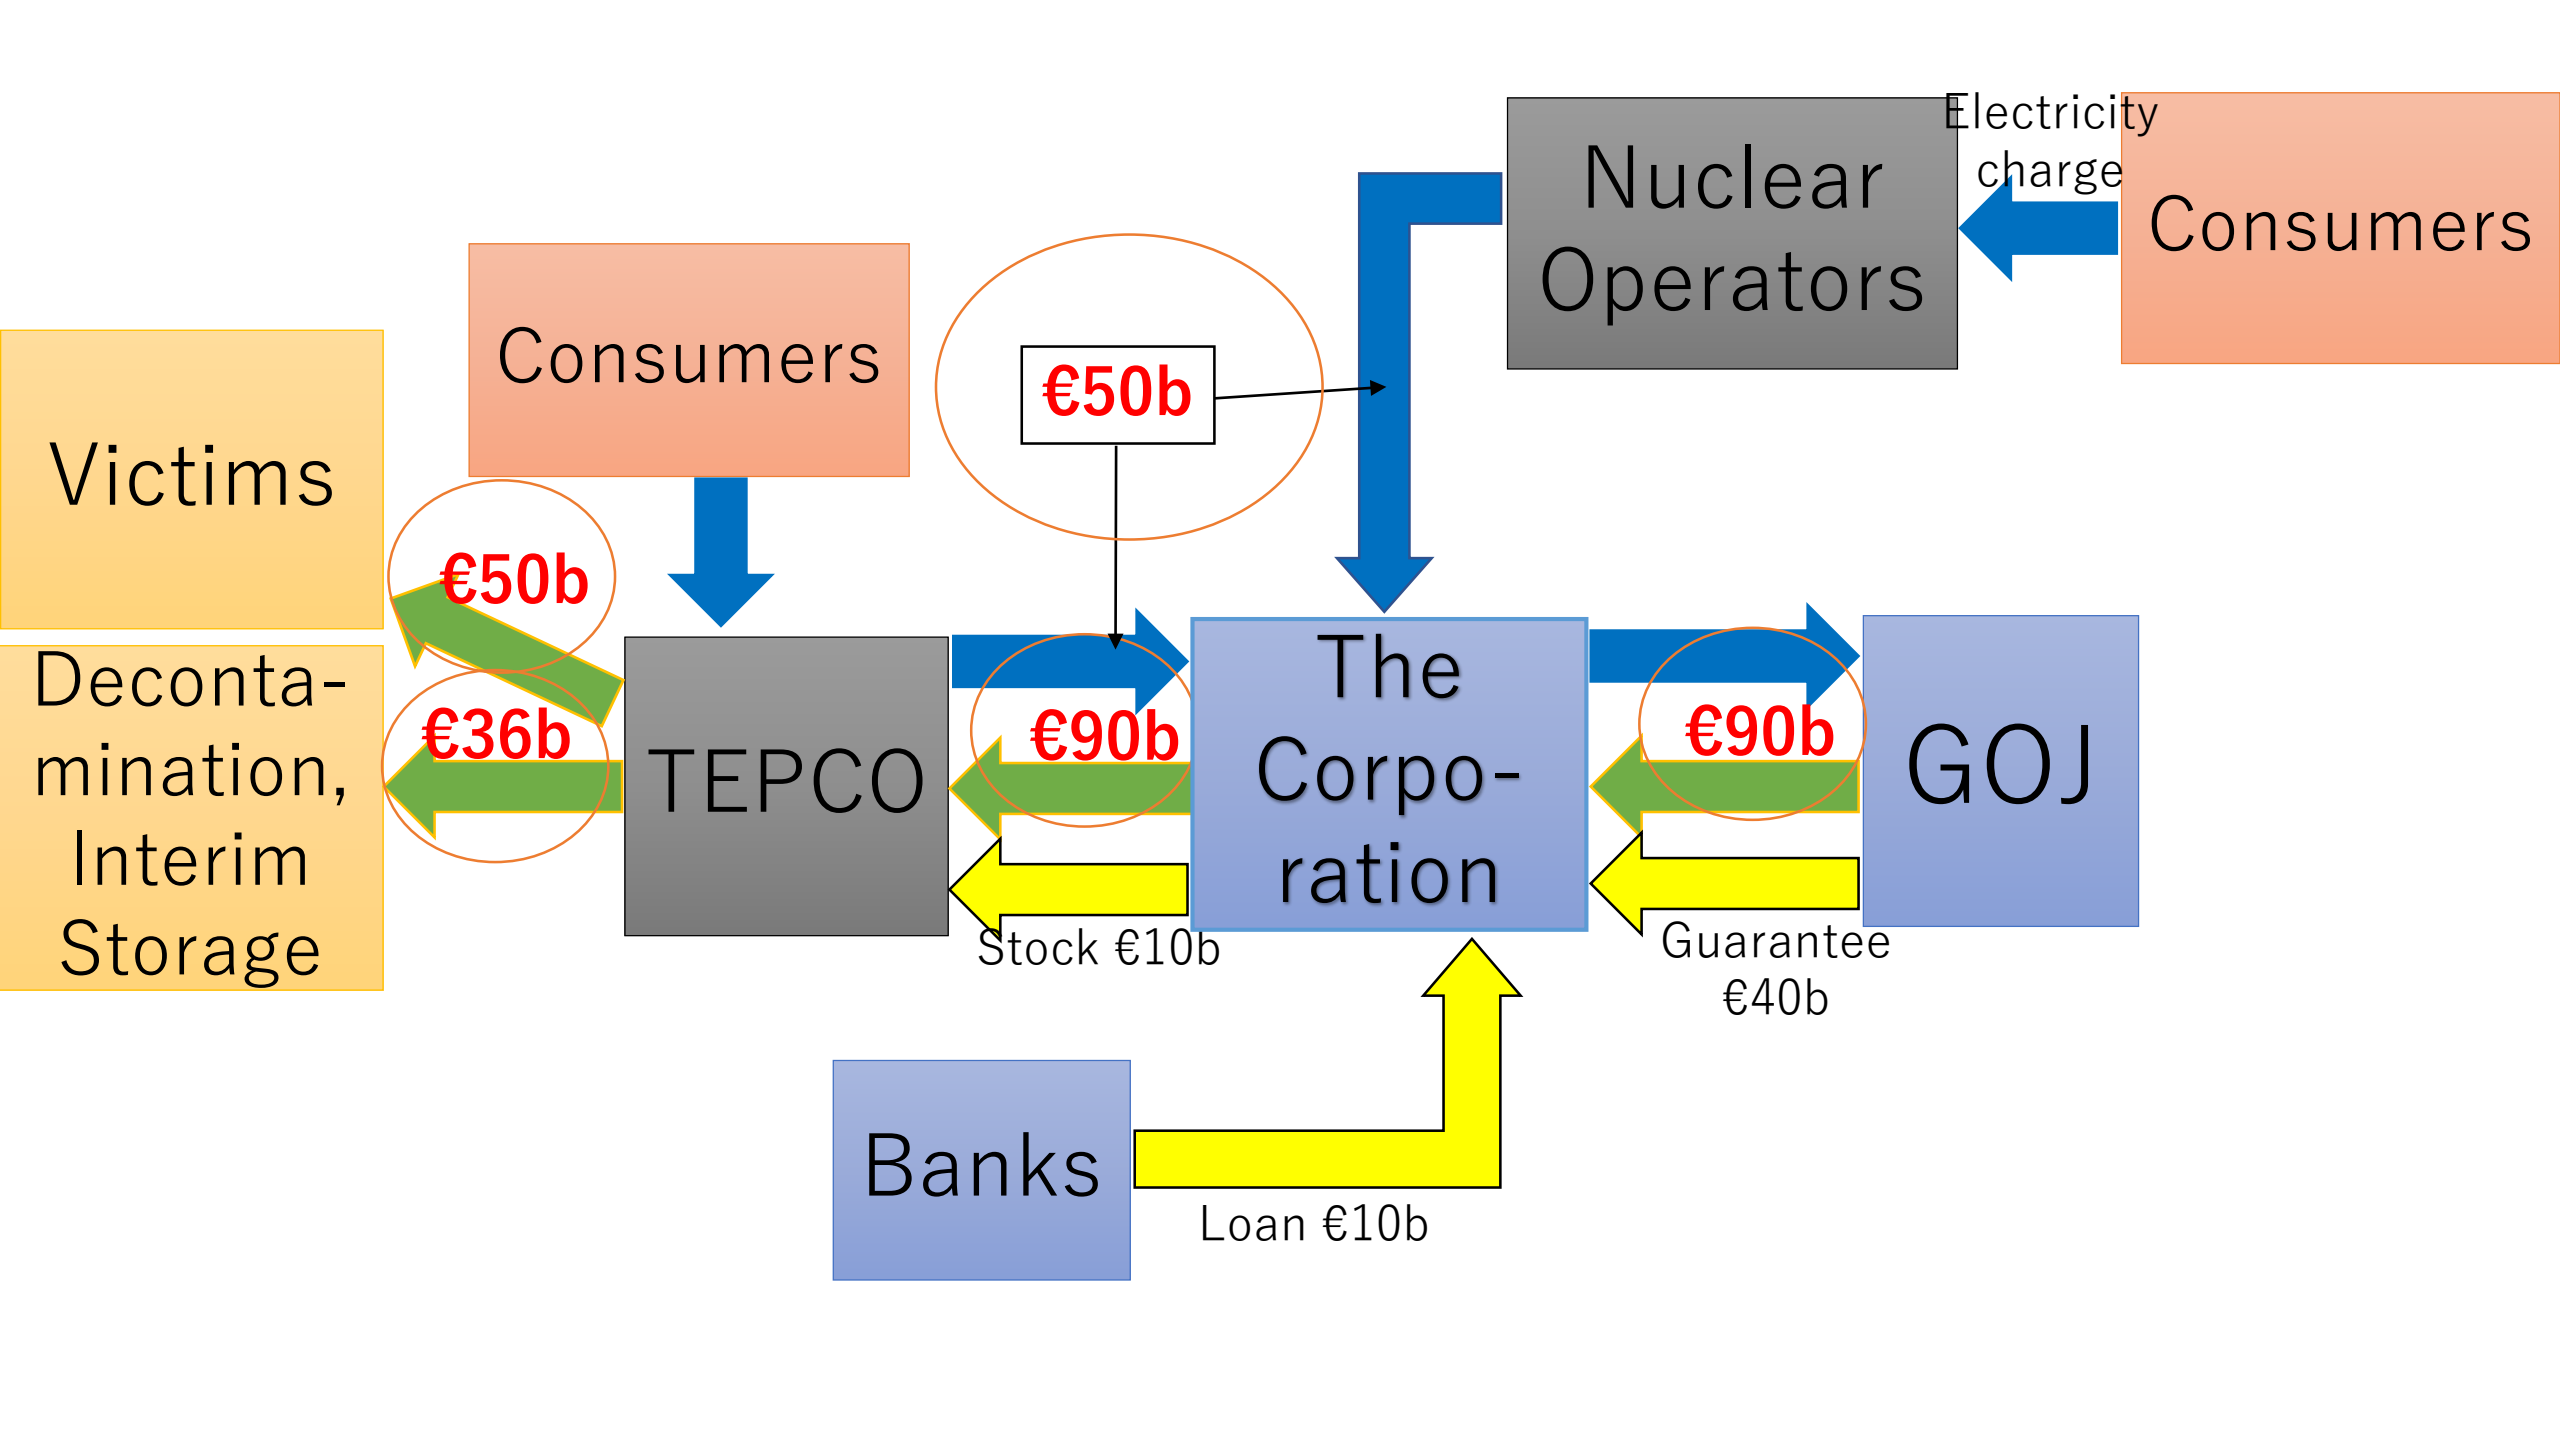 Electricity
charge
Nuclear
Operators
Consumers
Consumers
€50b
Victims
€50b
Deconta-
mination,
Interim
Storage
€36b
TEPCO
€90b
Stock €10b
The
Corpo-
ration
€90b
GOJ
Guarantee
€40b
Banks
Loan €10b